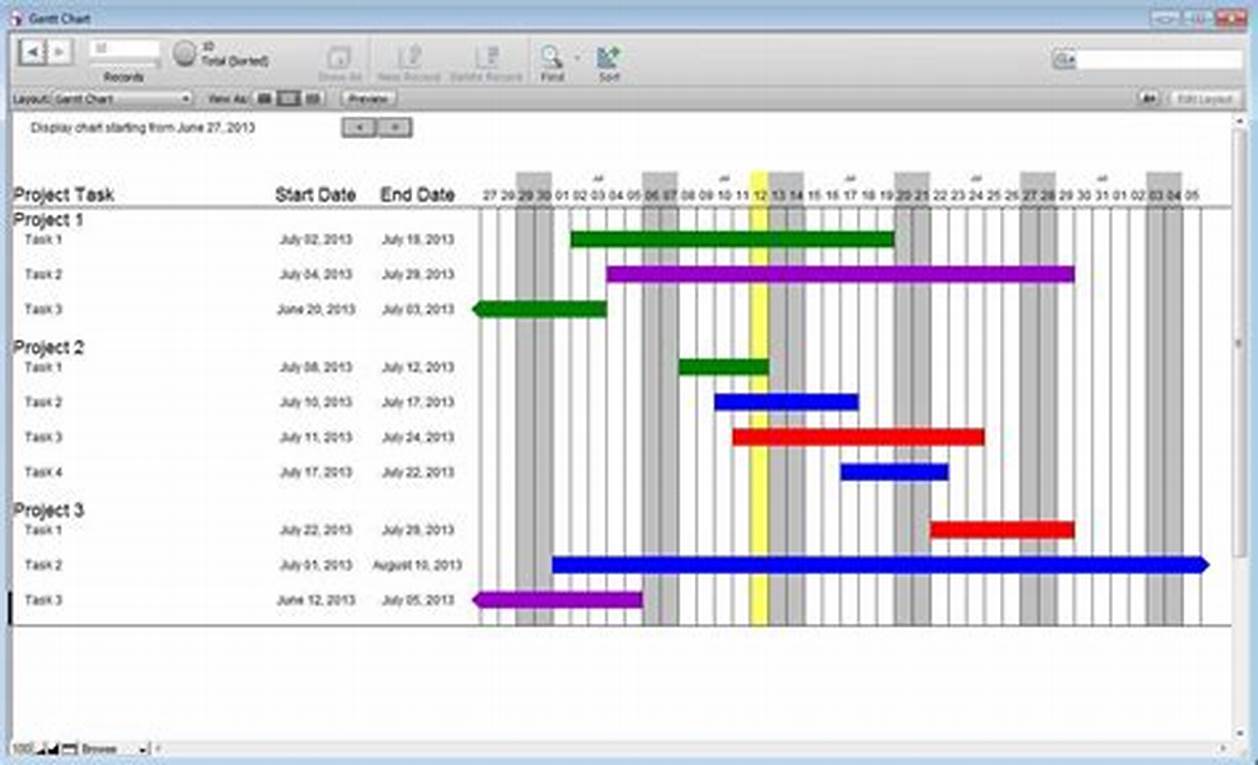 Gantt Chart
10
Total (Sorted)
Records
Show All
New Record
Delete Record
Find
Sort
Layout: Gantt Chart
View As:
Preview
Edit Layout
Display chart starting from June 27, 2013
Project Task Start Date End Date 27 28 29 30 01 02 03 04 05 06 07 08 09 10 11 12 13 14 15 16 17 18 19 20 21 22 23 24 25 26 27 28 29 30 31 01 02 03 04 05
Project 1
Task 1 July 02, 2013 July 19, 2013
Task 2 July 04, 2013 July 29, 2013
Task 3 June 20, 2013 July 03, 2013
Project 2
Task 1 July 08, 2013 July 12, 2013
Task 2 July 10, 2013 July 17, 2013
Task 3 July 11, 2013 July 24, 2013
Task 4 July 17, 2013 July 22, 2013
Project 3
Task 1 July 22, 2013 July 29, 2013
Task 2 July 01, 2013 August 10, 2013
Task 3 June 12, 2013 July 05, 2013
100
Browse